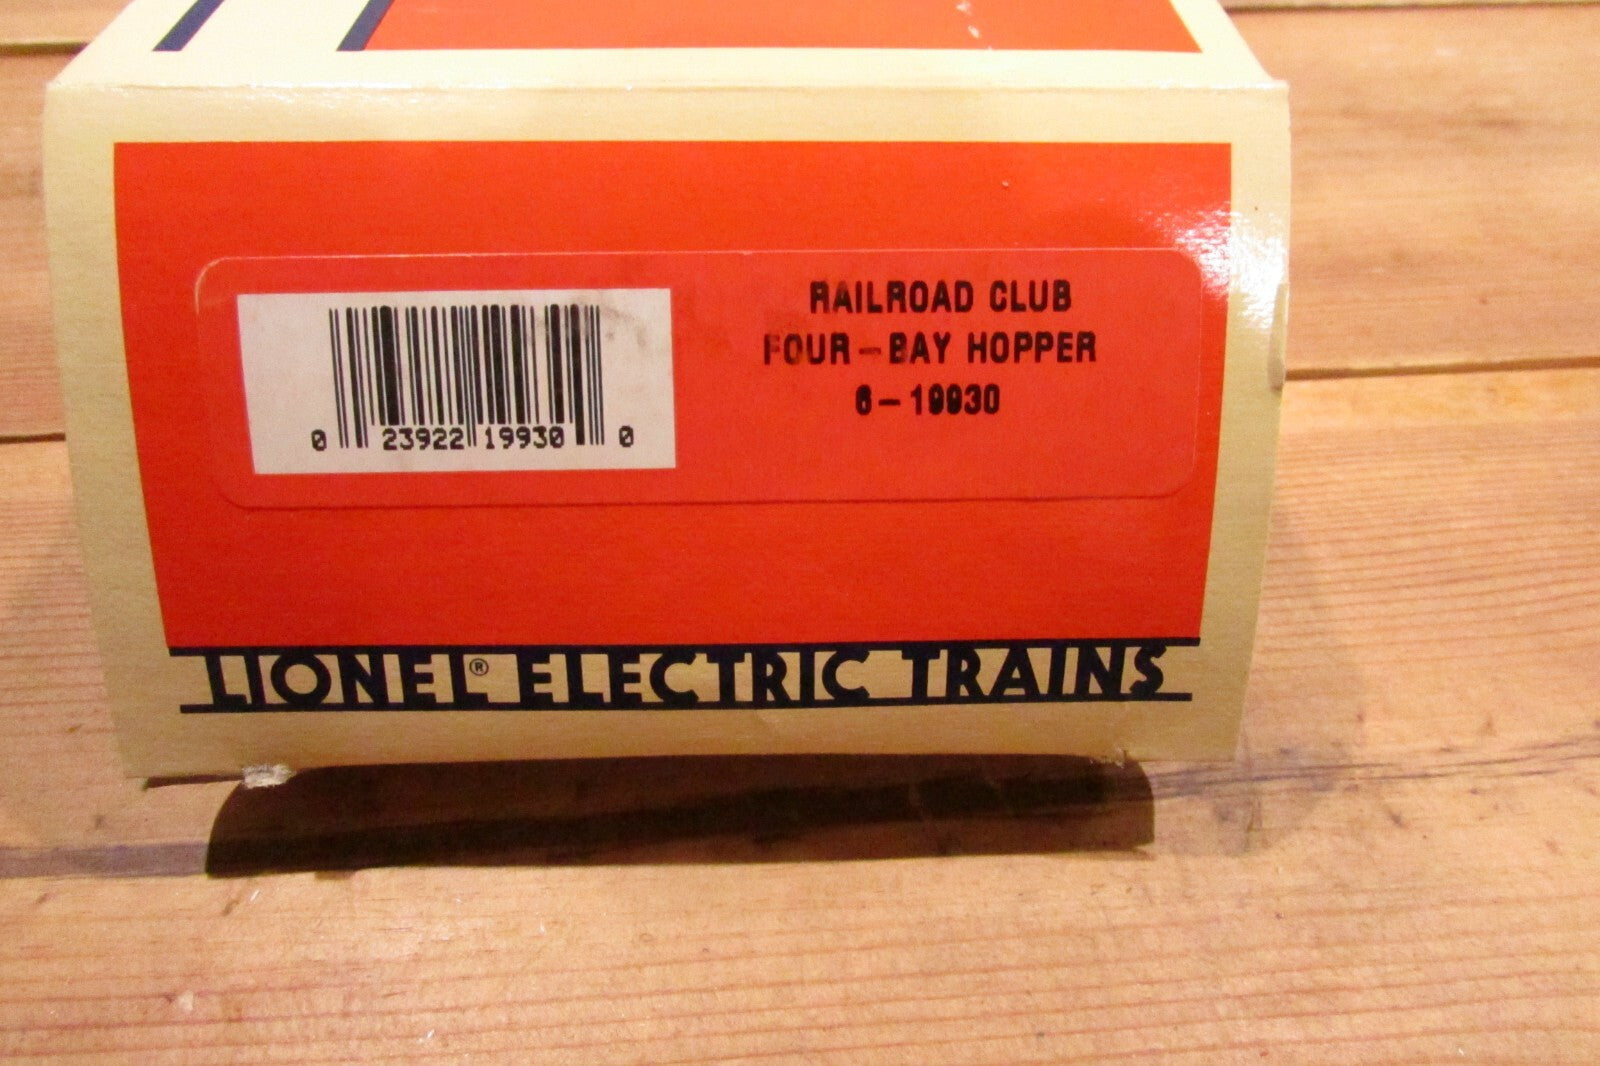 RAILROAD CLUB
FOUR-BAY HOPPER
6-19930
0 23922 19930 0
LIONEL® ELECTRIC TRAINS